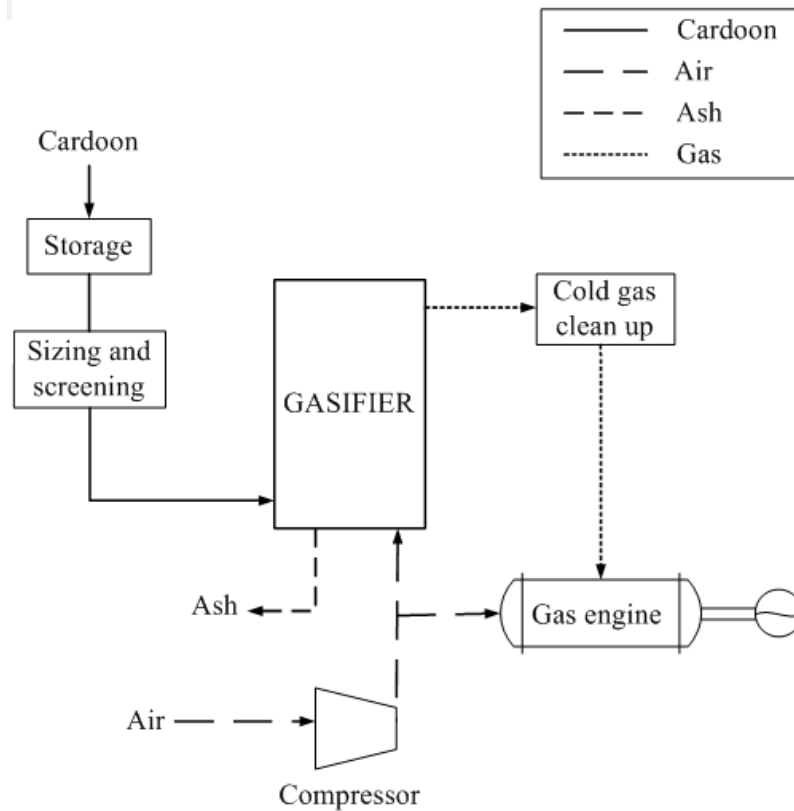 Cardoon
Air
Ash
Gas
Cardoon
Storage
Sizing and
screening
GASIFIER
Cold gas
clean up
Ash
Gas engine
Air
Compressor